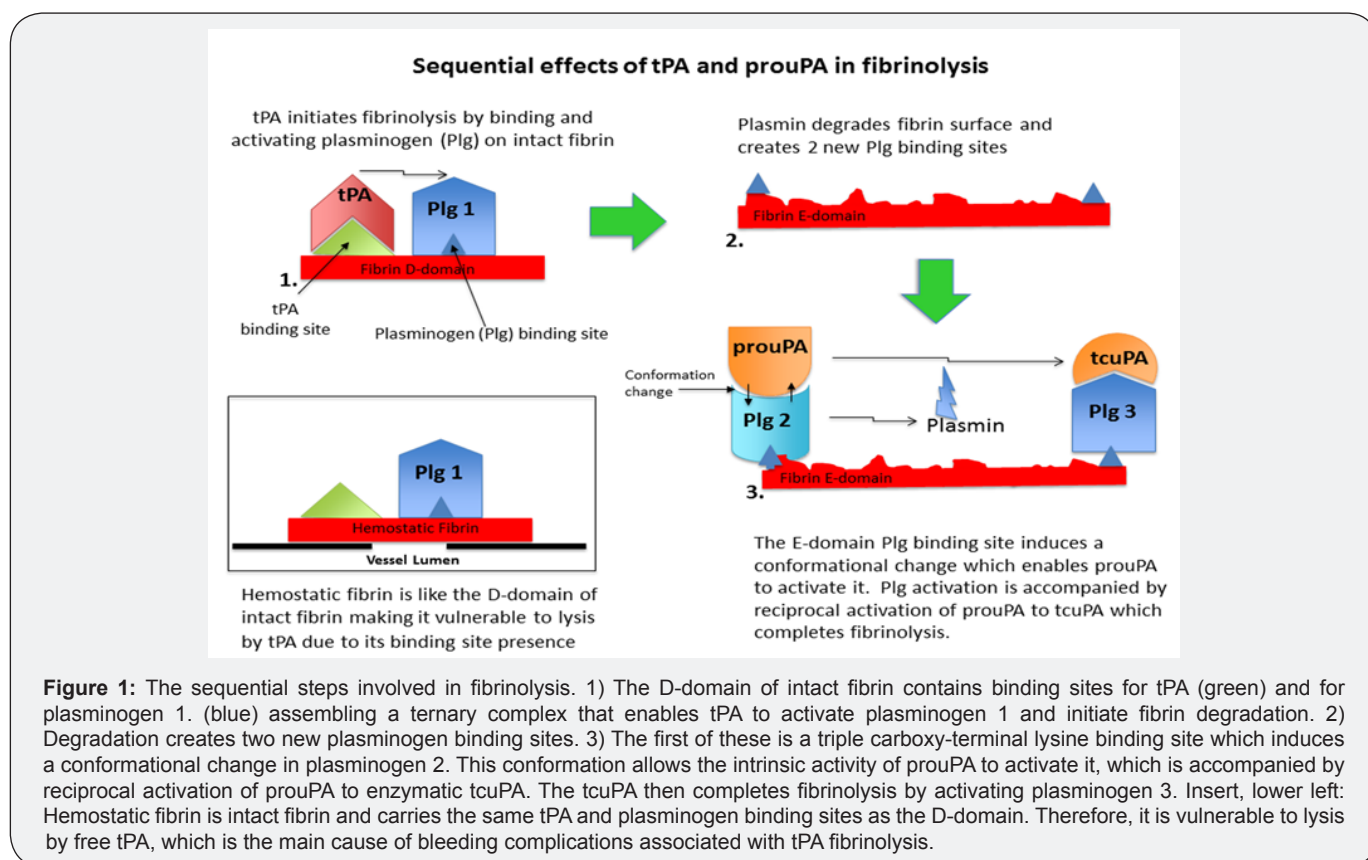 Sequential effects of tPA and prouPA in fibrinolysis
tPA initiates fibrinolysis by binding and
activating plasminogen (Plg) on intact fibrin
tPA
Plg 1
Fibrin D-domain
1.
tPA
binding site
Plasminogen (Plg) binding site
Plasmin degrades fibrin surface and
creates 2 new Plg binding sites
Fibrin E-domain
2.
prouPA
tcuPA
Conformation
change
Plg 2
Plasmin
Plg 3
Fibrin E-domain
3.
The E-domain Plg binding site induces a
conformational change which enables prouPA
to activate it. Plg activation is accompanied by
reciprocal activation of prouPA to tcuPA which
completes fibrinolysis.
Plg 1
Hemostatic Fibrin
Vessel Lumen
Hemostatic fibrin is like the D-domain of
intact fibrin making it vulnerable to lysis
by tPA due to its binding site presence
Figure 1: The sequential steps involved in fibrinolysis. 1) The D-domain of intact fibrin contains binding sites for tPA (green) and for
plasminogen 1. (blue) assembling a ternary complex that enables tPA to activate plasminogen 1 and initiate fibrin degradation. 2)
Degradation creates two new plasminogen binding sites. 3) The first of these is a triple carboxy-terminal lysine binding site which induces
a conformational change in plasminogen 2. This conformation allows the intrinsic activity of prouPA to activate it, which is accompanied by
reciprocal activation of prouPA to enzymatic tcuPA. The tcuPA then completes fibrinolysis by activating plasminogen 3. Insert, lower left:
Hemostatic fibrin is intact fibrin and carries the same tPA and plasminogen binding sites as the D-domain. Therefore, it is vulnerable to lysis
by free tPA, which is the main cause of bleeding complications associated with tPA fibrinolysis.